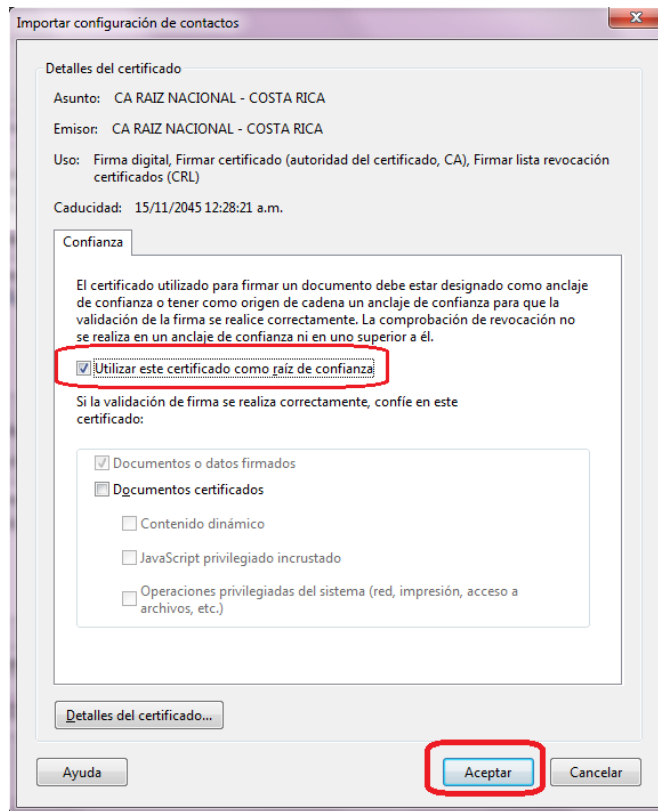 Importar configuración de contactos
Detalles del certificado
Asunto: CA RAIZ NACIONAL - COSTA RICA
Emisor: CA RAIZ NACIONAL - COSTA RICA
Uso: Firma digital, Firmar certificado (autoridad del certificado, CA), Firmar lista revocación
certificados (CRL)
Caducidad: 15/11/2045 12:28:21 a.m.
Confianza
El certificado utilizado para firmar un documento debe estar designado como anclaje
de confianza o tener como origen de cadena un anclaje de confianza para que la
validación de la firma se realice correctamente. La comprobación de revocación no
se realiza en un anclaje de confianza ni en uno superior a él.
Utilizar este certificado como raíz de confianza
Si la validación de firma se realiza correctamente, confíe en este
certificado:
Documentos o datos firmados
Documentos certificados
Contenido dinámico
JavaScript privilegiado incrustado
Operaciones privilegiadas del sistema (red, impresión, acceso a
archivos, etc.)
Detalles del certificado...
Ayuda
Aceptar
Cancelar